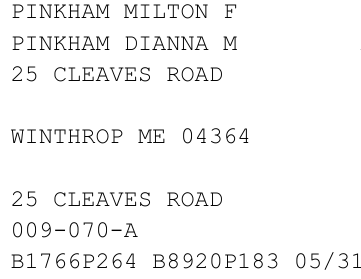 PINKHAM MILTON F
PINKHAM DIANNA M
25 CLEAVES ROAD
WINTHROP ME 04364
25 CLEAVES ROAD
009-070-A
B1766P264 B8920P183 05/31